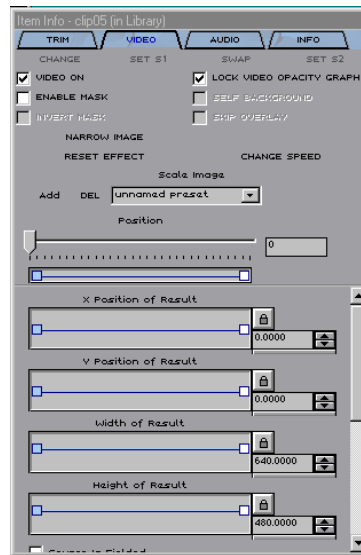 Item Info - clip05 (in Library)
TRIM VIDEO AUDIO INFO
CHANGE SET S1 SWAP SET S2
VIDEO ON LOCK VIDEO OPACITY GRAPH
ENABLE MASK SELF BACKGROUND
INVERT MASK SKIP OVERLAY
NARROW IMAGE
RESET EFFECT CHANGE SPEED
Scale Image
Add DEL unnamed preset
Position
0
X Position of Result
0.0000
Y Position of Result
0.0000
Width of Result
640.0000
Height of Result
480.0000